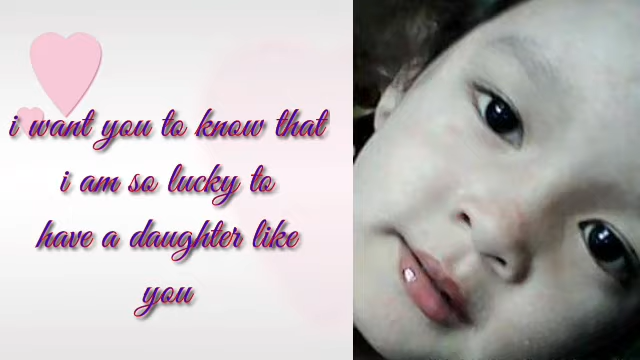 i want you to know that
i am so lucky to
have a daughter like
you